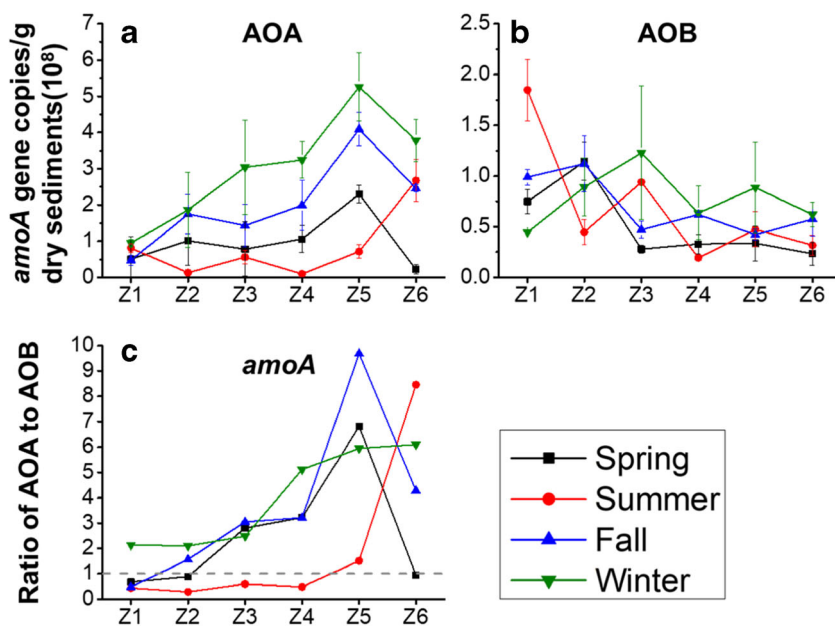 a AOA
amoA gene copies/g
dry sediments(10⁸)
7
6
5
4
3
2
1
0
Z1 Z2 Z3 Z4 Z5 Z6
b AOB
2.5
2.0
1.5
1.0
0.5
0.0
Z1 Z2 Z3 Z4 Z5 Z6
c amoA
Ratio of AOA to AOB
10
9
8
7
6
5
4
3
2
1
0
Z1 Z2 Z3 Z4 Z5 Z6
Spring
Summer
Fall
Winter